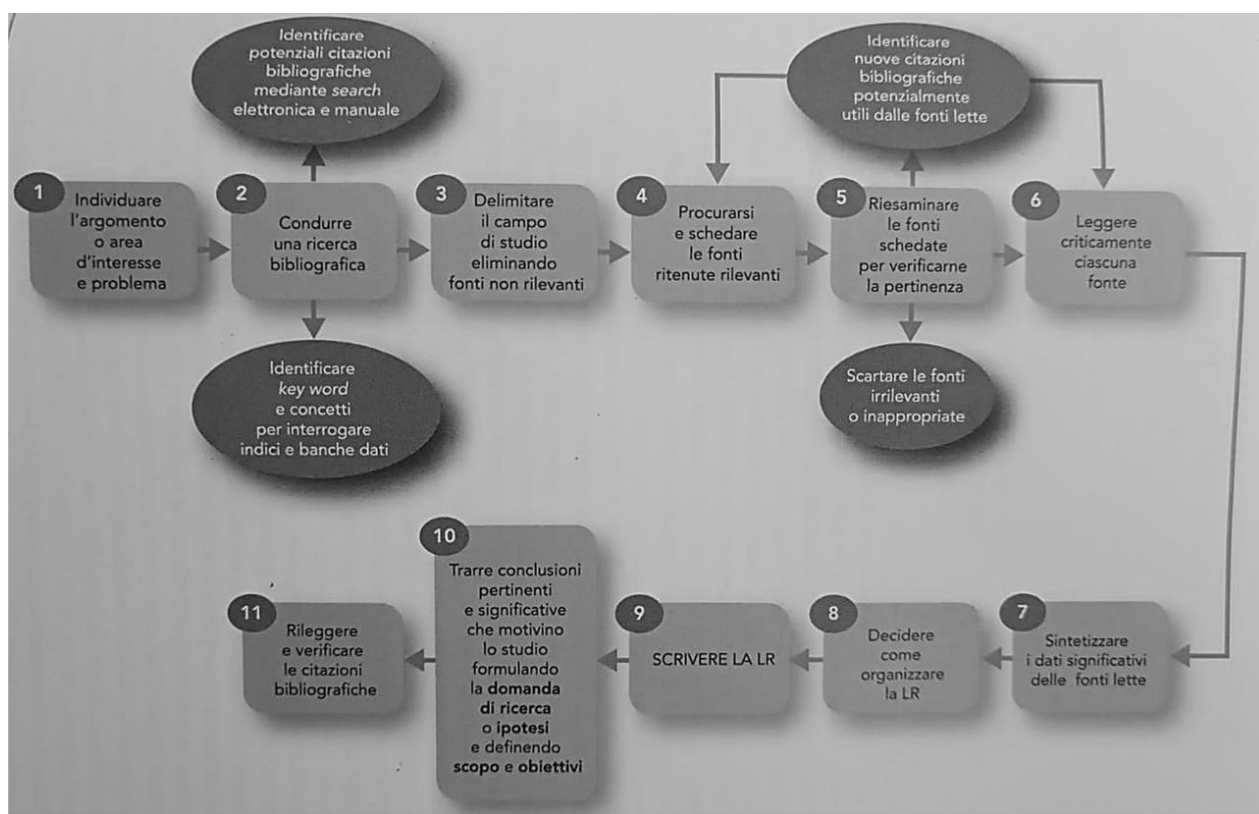 Identificare
potenziali citazioni
bibliografiche
mediante search
elettronica e manuale
Identificare
nuove citazioni
bibliografiche
potenzialmente
utili dalle fonti lette
1
Individuare
l'argomento
o area
d'interesse
e problema
2
Condurre
una ricerca
bibliografica
3
Delimitare
il campo
di studio
eliminando
fonti non rilevanti
4
Procurarsi
e schedare
le fonti
ritenute rilevanti
5
Riesaminare
le fonti
schedate
per verificarne
la pertinenza
6
Leggere
criticamente
ciascuna
fonte
Identificare
key word
e concetti
per interrogare
indici e banche dati
Scartare le fonti
irrilevanti
o inappropriate
7
Sintetizzare
i dati significativi
delle fonti lette
8
Decidere
come
organizzare
la LR
9
SCRIVERE LA LR
10
Trarre conclusioni
pertinenti
e significative
che motivino
lo studio
formulando
la domanda
di ricerca
o ipotesi
e definendo
scopo e obiettivi
11
Rileggere
e verificare
le citazioni
bibliografiche